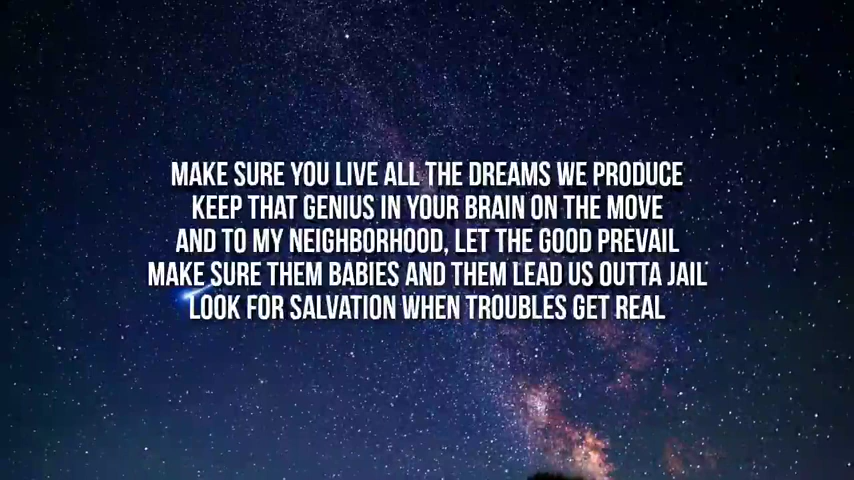 MAKE SURE YOU LIVE ALL THE DREAMS WE PRODUCE
KEEP THAT GENIUS IN YOUR BRAIN ON THE MOVE
AND TO MY NEIGHBORHOOD, LET THE GOOD PREVAIL
MAKE SURE THEM BABIES AND THEM LEAD US OUTTA JAIL
LOOK FOR SALVATION WHEN TROUBLES GET REAL